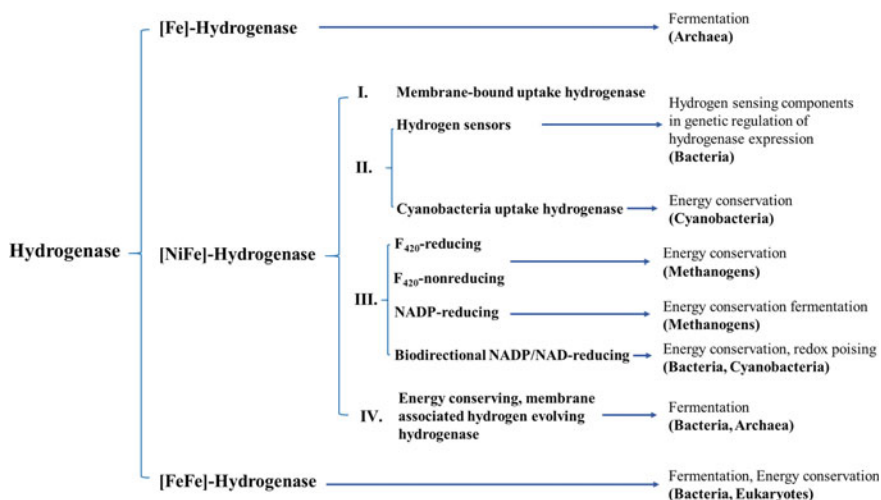 [Fe]-Hydrogenase
Fermentation
(Archaea)
I.
Membrane-bound uptake hydrogenase
Hydrogen sensors
Hydrogen sensing components
in genetic regulation of
hydrogenase expression
(Bacteria)
II.
Cyanobacteria uptake hydrogenase
Energy conservation
(Cyanobacteria)
Hydrogenase
[NiFe]-Hydrogenase
F₄₂₀-reducing
Energy conservation
(Methanogens)
F₄₂₀-nonreducing
III.
NADP-reducing
Energy conservation fermentation
(Methanogens)
Biodirectional NADP/NAD-reducing
Energy conservation, redox poising
(Bacteria, Cyanobacteria)
IV.
Energy conserving, membrane
associated hydrogen evolving
hydrogenase
Fermentation
(Bacteria, Archaea)
[FeFe]-Hydrogenase
Fermentation, Energy conservation
(Bacteria, Eukaryotes)